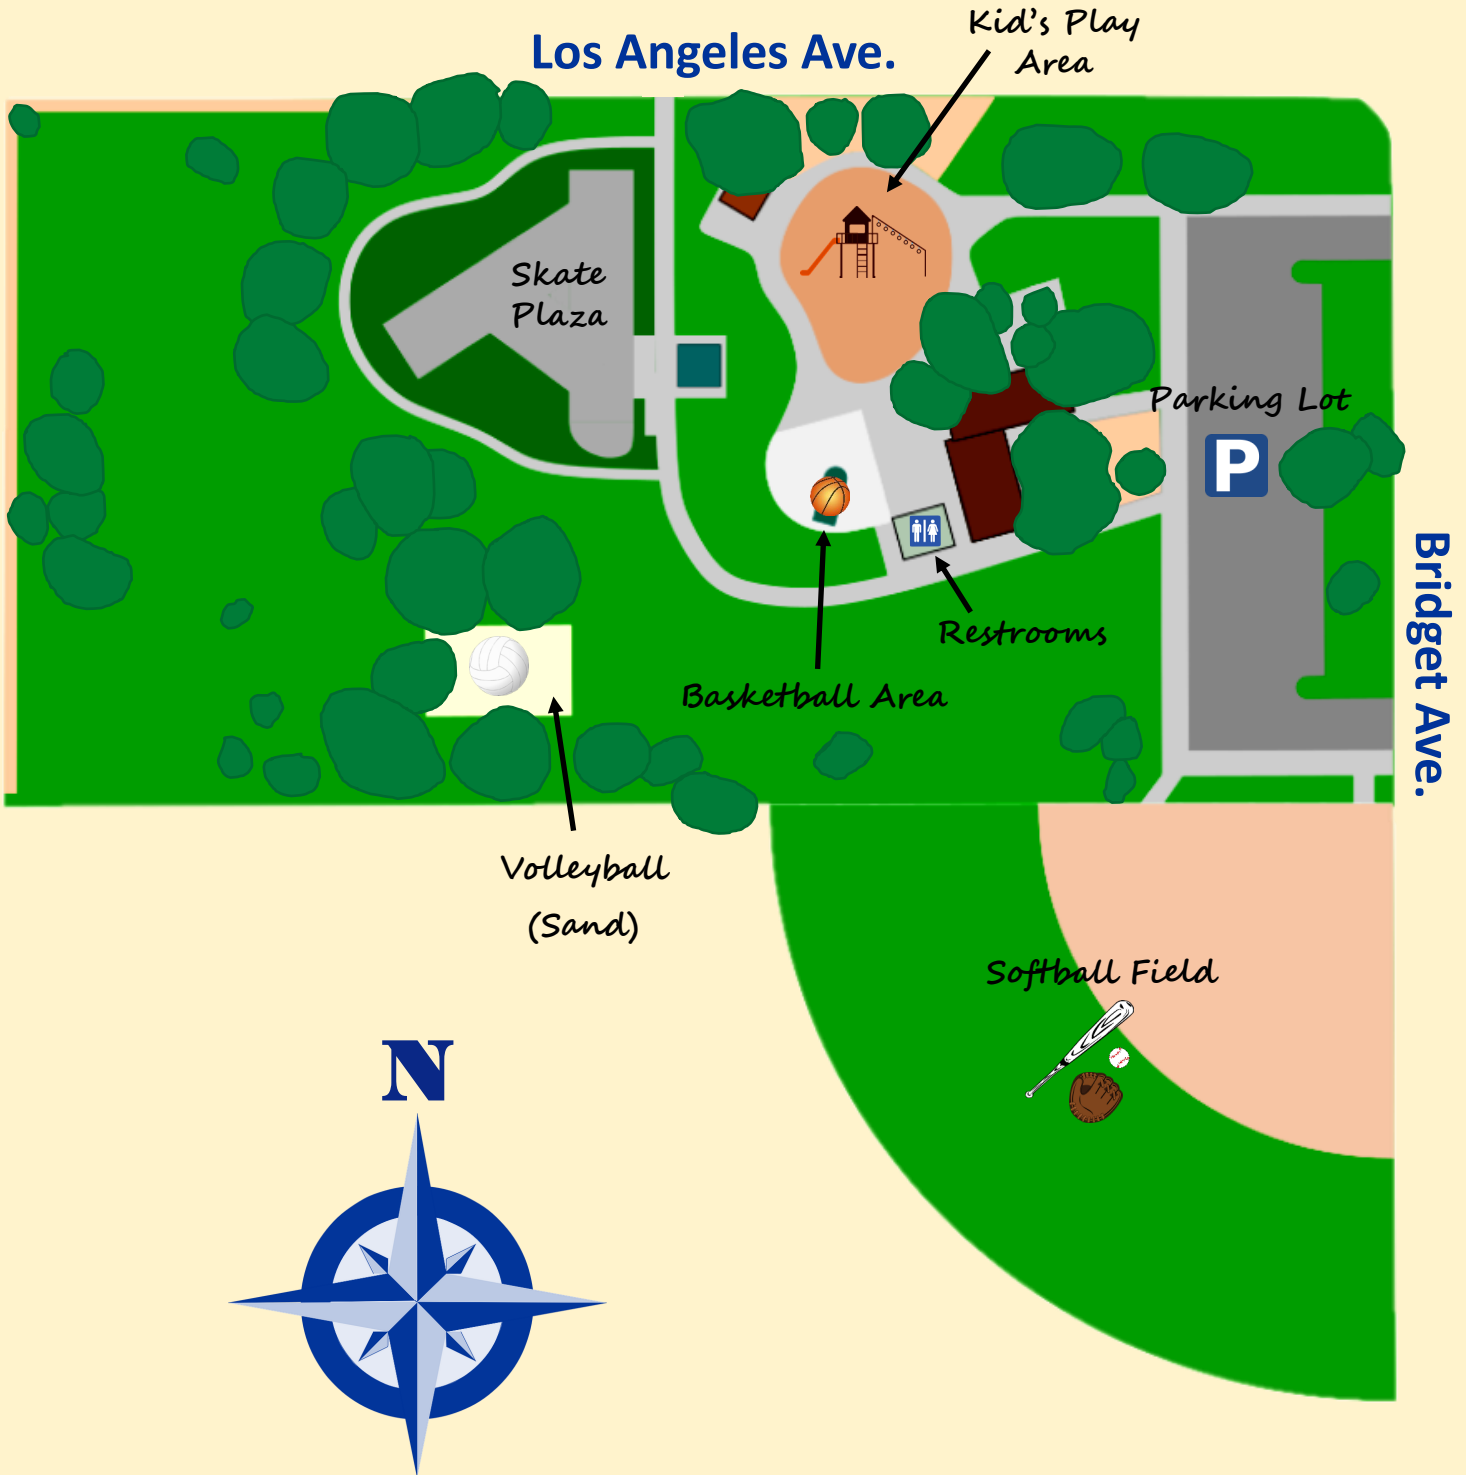 Los Angeles Ave.
Kid's Play
Area
Skate
Plaza
Parking Lot
P
Restrooms
Basketball Area
Bridget Ave.
Volleyball
(Sand)
Softball Field
N